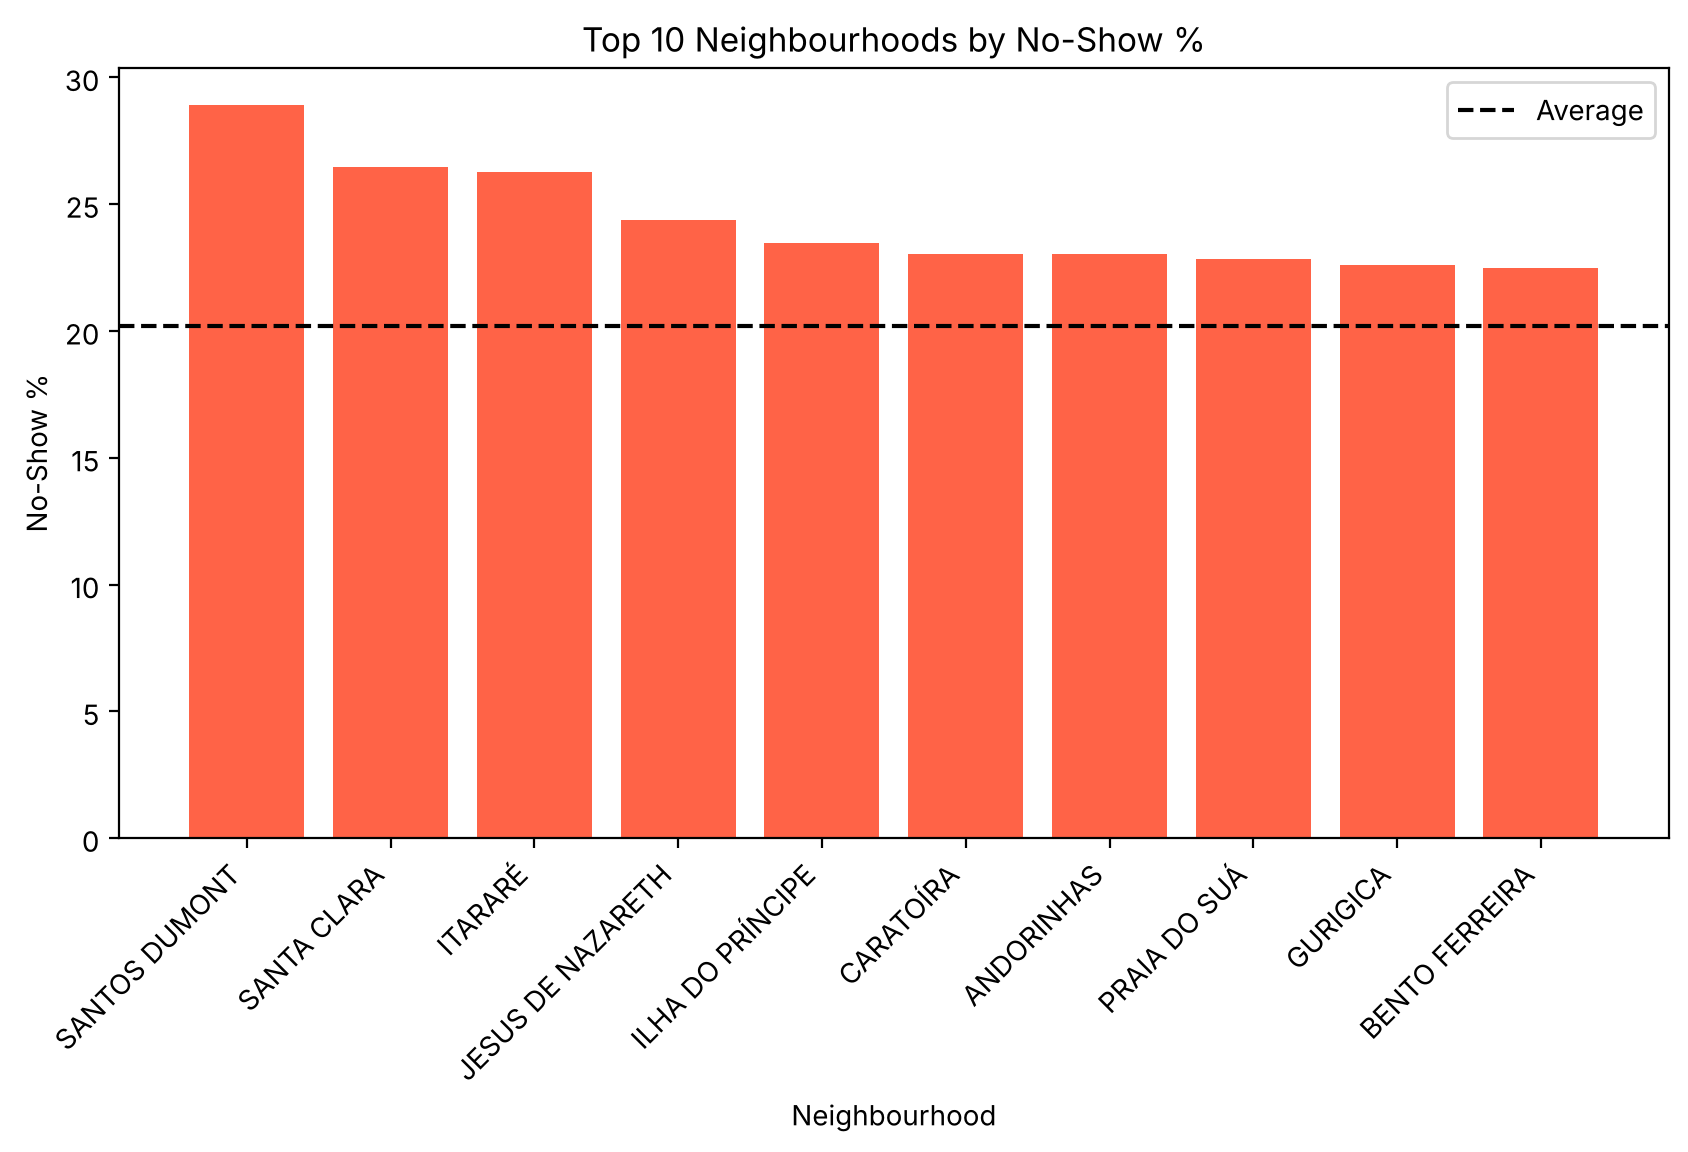 Top 10 Neighbourhoods by No-Show %
Average
No-Show %
30
25
20
15
10
5
0
SANTOS DUMONT
SANTA CLARA
ITARARÉ
JESUS DE NAZARETH
ILHA DO PRÍNCIPE
CARATOÍRA
ANDORINHAS
PRAIA DO SUÁ
GURIGICA
BENTO FERREIRA
Neighbourhood